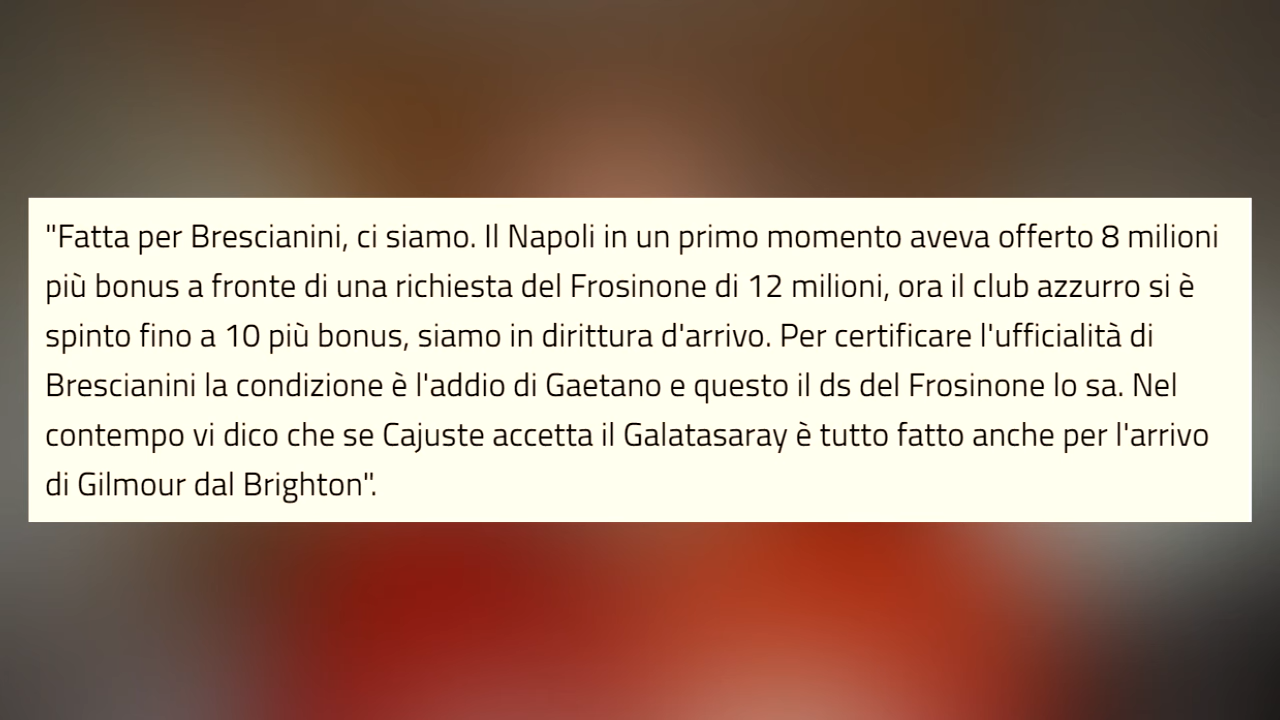 "Fatta per Brescianini, ci siamo. Il Napoli in un primo momento aveva offerto 8 milioni
più bonus a fronte di una richiesta del Frosinone di 12 milioni, ora il club azzurro si è
spinto fino a 10 più bonus, siamo in dirittura d'arrivo. Per certificare l'ufficialità di
Brescianini la condizione è l'addio di Gaetano e questo il ds del Frosinone lo sa. Nel
contempo vi dico che se Cajuste accetta il Galatasaray è tutto fatto anche per l'arrivo
di Gilmour dal Brighton".